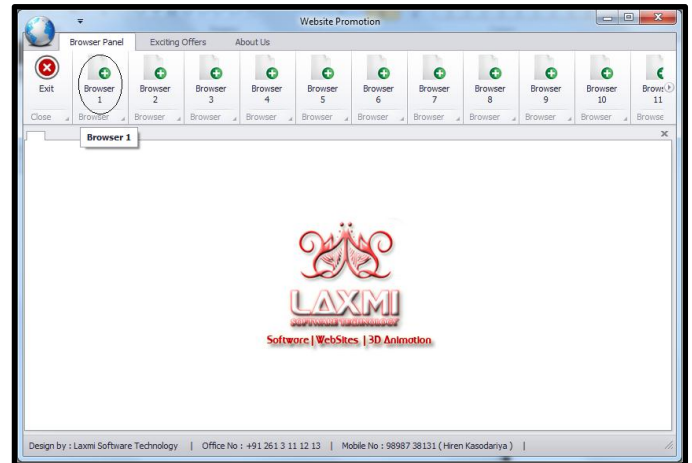 Website Promotion
Browser Panel Exciting Offers About Us
Exit Browser 1 Browser 2 Browser 3 Browser 4 Browser 5 Browser 6 Browser 7 Browser 8 Browser 9 Browser 10 Brows 11
Close Browser Browser Browser Browser Browser Browser Browser Browser Browser Browser Browse
Browser 1
LAXMI
SOFTWARE TECHNOLOGY
Software | WebSites | 3D Animation
Design by : Laxmi Software Technology | Office No : +91 261 3 11 12 13 | Mobile No : 98987 38131 ( Hiren Kasodariya ) |